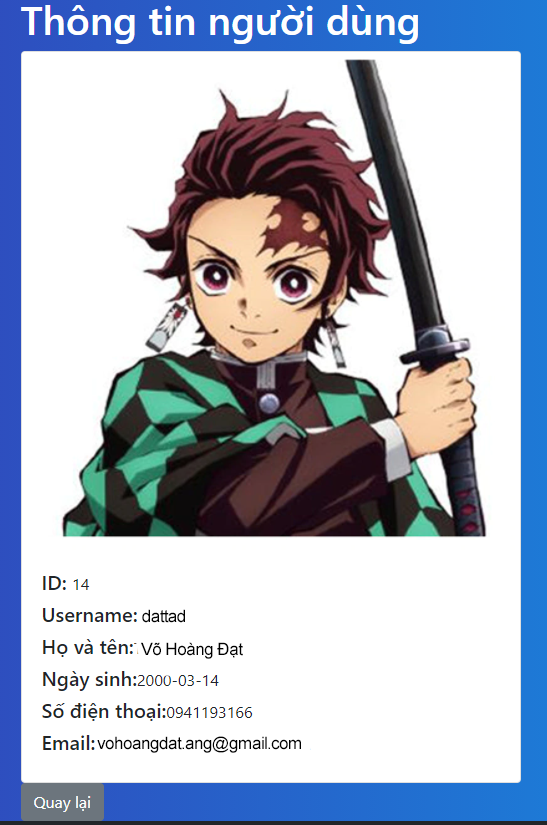 Thông tin người dùng
ID: 14
Username: dattad
Họ và tên: Võ Hoàng Đạt
Ngày sinh:2000-03-14
Số điện thoại:0941193166
Email:vohoangdat.ang@gmail.com
Quay lại